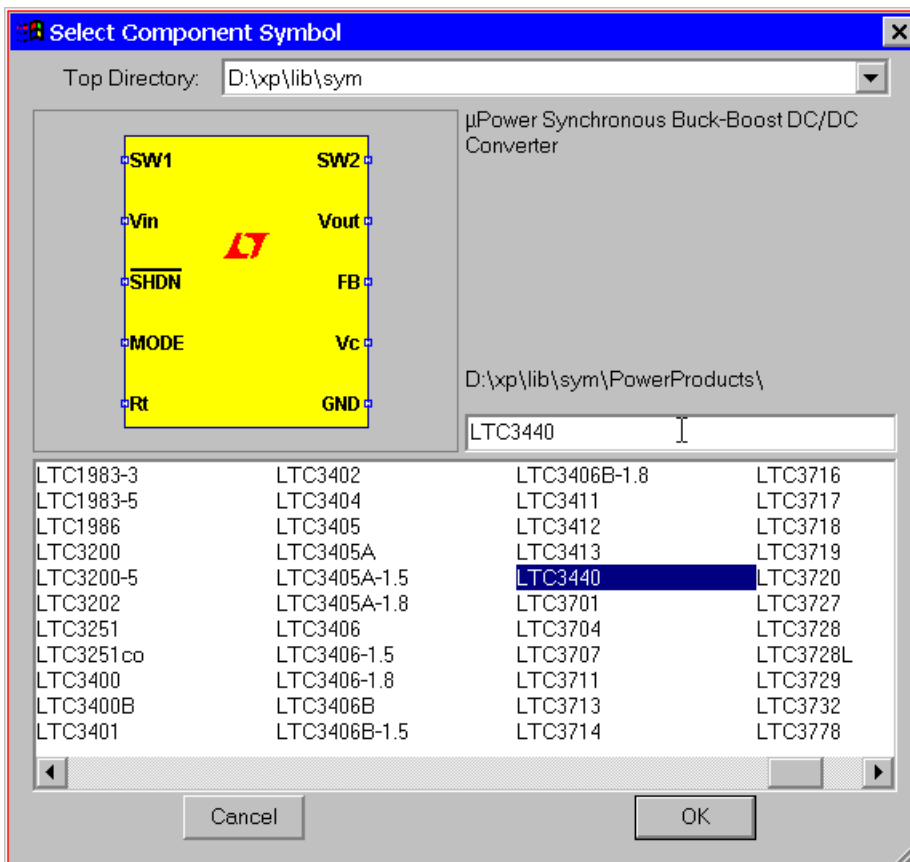 Select Component Symbol
Top Directory: D:\xp\lib\sym
µPower Synchronous Buck-Boost DC/DC
Converter
SW1 SW2
Vin Vout
SHDN FB
MODE Vc
Rt GND
D:\xp\lib\sym\PowerProducts\
LTC3440
LTC1983-3 LTC3402 LTC3406B-1.8 LTC3716
LTC1983-5 LTC3404 LTC3411 LTC3717
LTC1986 LTC3405 LTC3412 LTC3718
LTC3200 LTC3405A LTC3413 LTC3719
LTC3200-5 LTC3405A-1.5 LTC3440 LTC3720
LTC3202 LTC3405A-1.8 LTC3701 LTC3727
LTC3251 LTC3406 LTC3704 LTC3728
LTC3251co LTC3406-1.5 LTC3707 LTC3728L
LTC3400 LTC3406-1.8 LTC3711 LTC3729
LTC3400B LTC3406B LTC3713 LTC3732
LTC3401 LTC3406B-1.5 LTC3714 LTC3778
Cancel OK